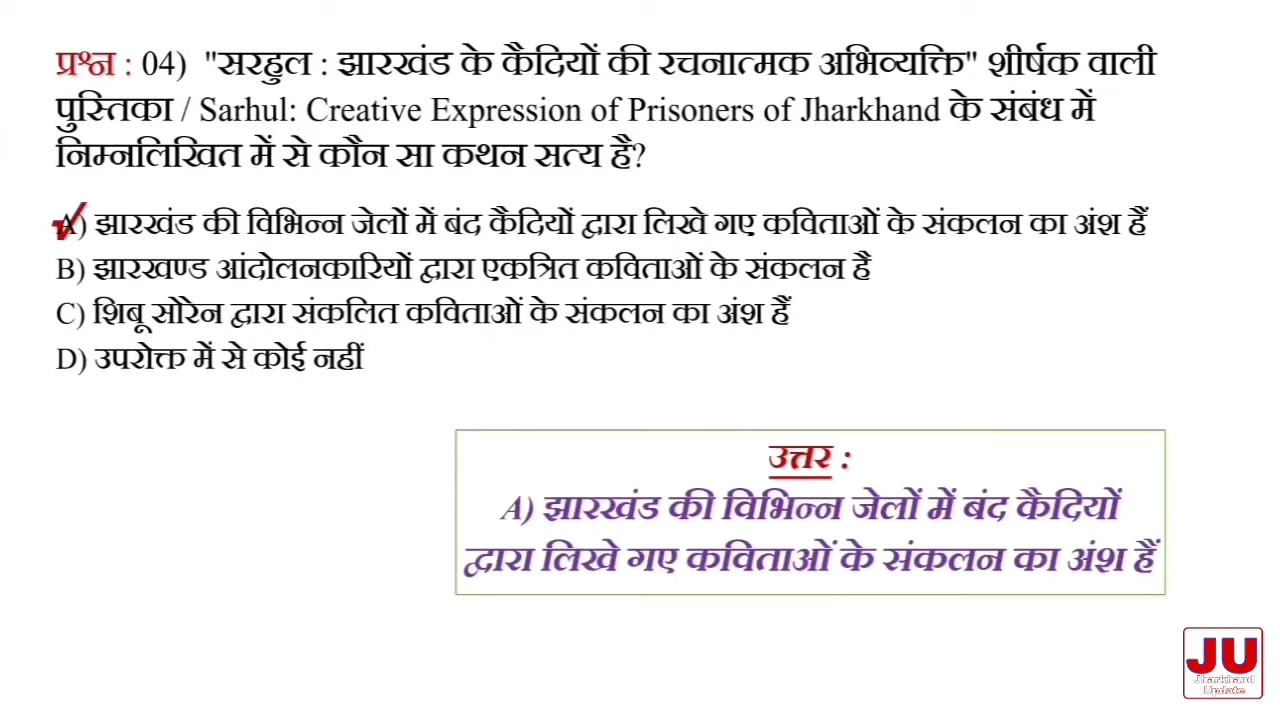 प्रश्न : 04) "सरहुल : झारखंड के कैदियों की रचनात्मक अभिव्यक्ति" शीर्षक वाली
पुस्तिका / Sarhul: Creative Expression of Prisoners of Jharkhand के संबंध में
निम्नलिखित में से कौन सा कथन सत्य है?
A) झारखंड की विभिन्न जेलों में बंद कैदियों द्वारा लिखे गए कविताओं के संकलन का अंश हैं
B) झारखण्ड आंदोलनकारियों द्वारा एकत्रित कविताओं के संकलन है
C) शिबू सोरेन द्वारा संकलित कविताओं के संकलन का अंश हैं
D) उपरोक्त में से कोई नहीं
उत्तर :
A) झारखंड की विभिन्न जेलों में बंद कैदियों
द्वारा लिखे गए कविताओं के संकलन का अंश हैं
JU
Jharkhand
Update